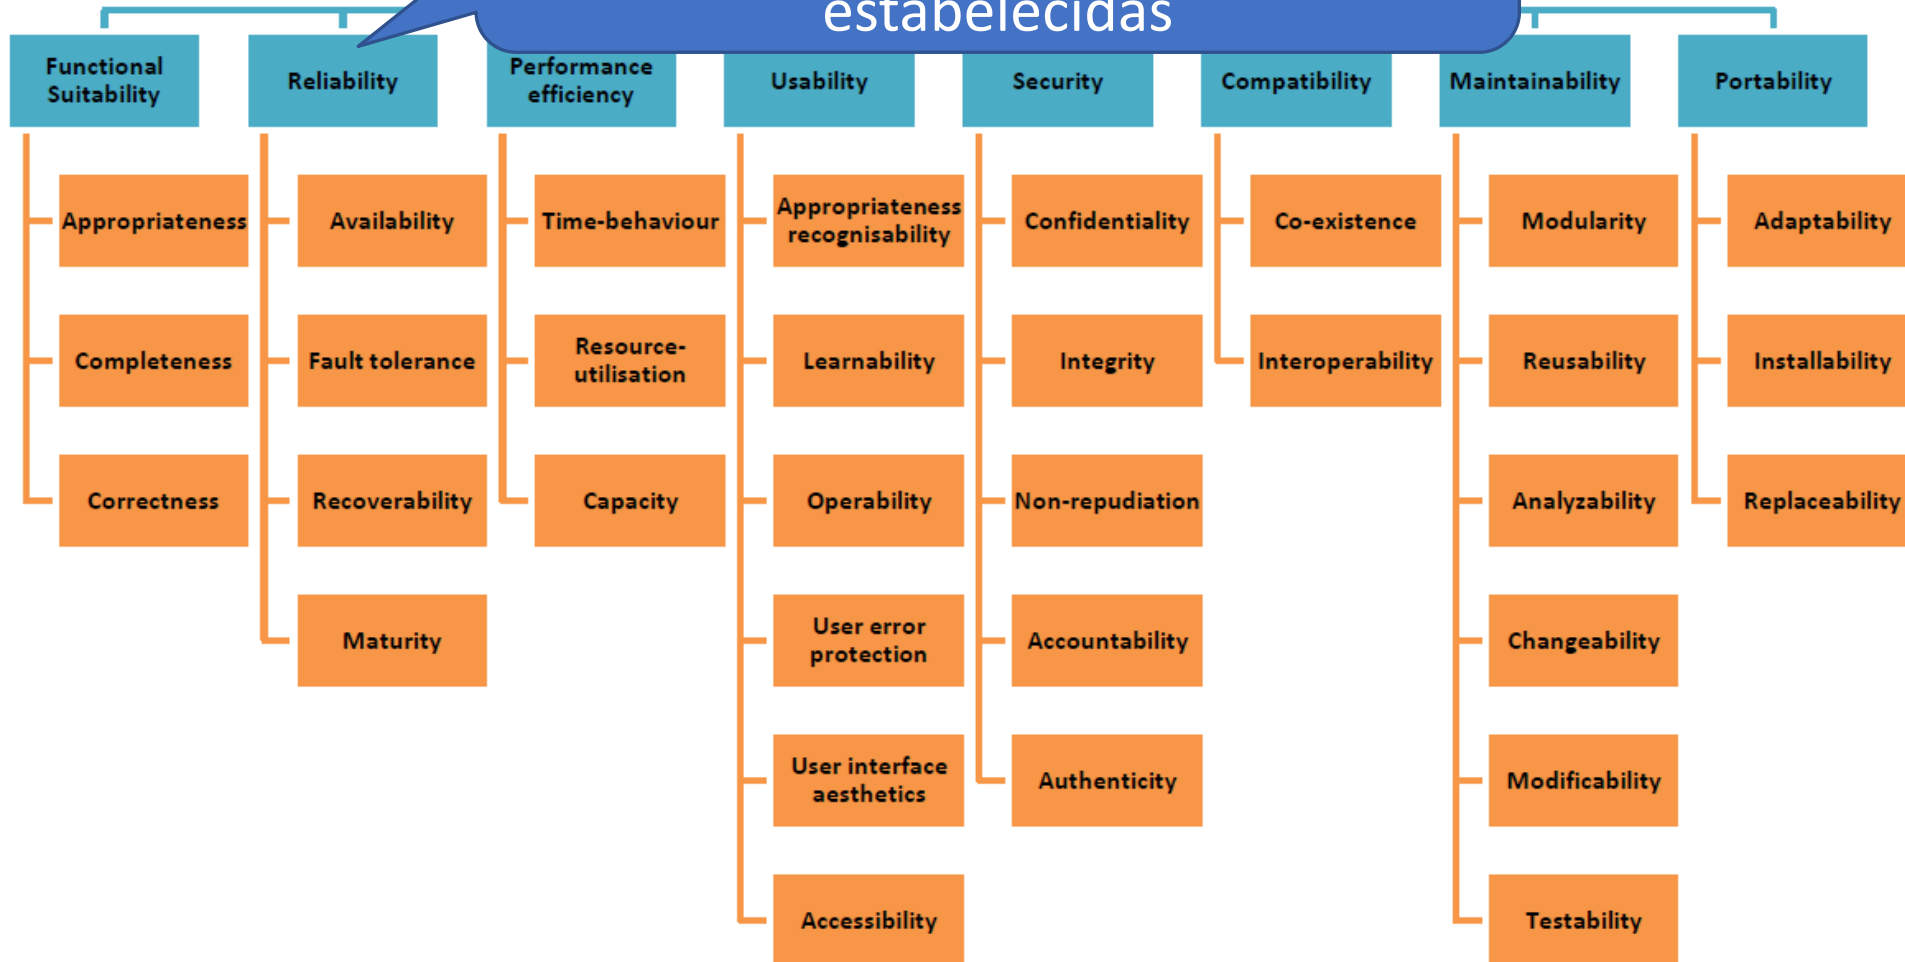 estabelecidas
Functional
Suitability
Reliability
Performance
efficiency
Usability
Security
Compatibility
Maintainability
Portability
Appropriateness
Completeness
Correctness
Availability
Fault tolerance
Recoverability
Maturity
Time-behaviour
Resource-
utilisation
Capacity
Appropriateness
recognisability
Learnability
Operability
User error
protection
User interface
aesthetics
Accessibility
Confidentiality
Integrity
Non-repudiation
Accountability
Authenticity
Co-existence
Interoperability
Modularity
Reusability
Analyzability
Changeability
Modificability
Testability
Adaptability
Installability
Replaceability